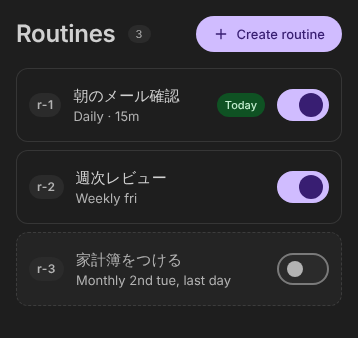 Routines 3
+ Create routine
r-1
朝のメール確認
Daily · 15m
Today
r-2
週次レビュー
Weekly fri
r-3
家計簿をつける
Monthly 2nd tue, last day